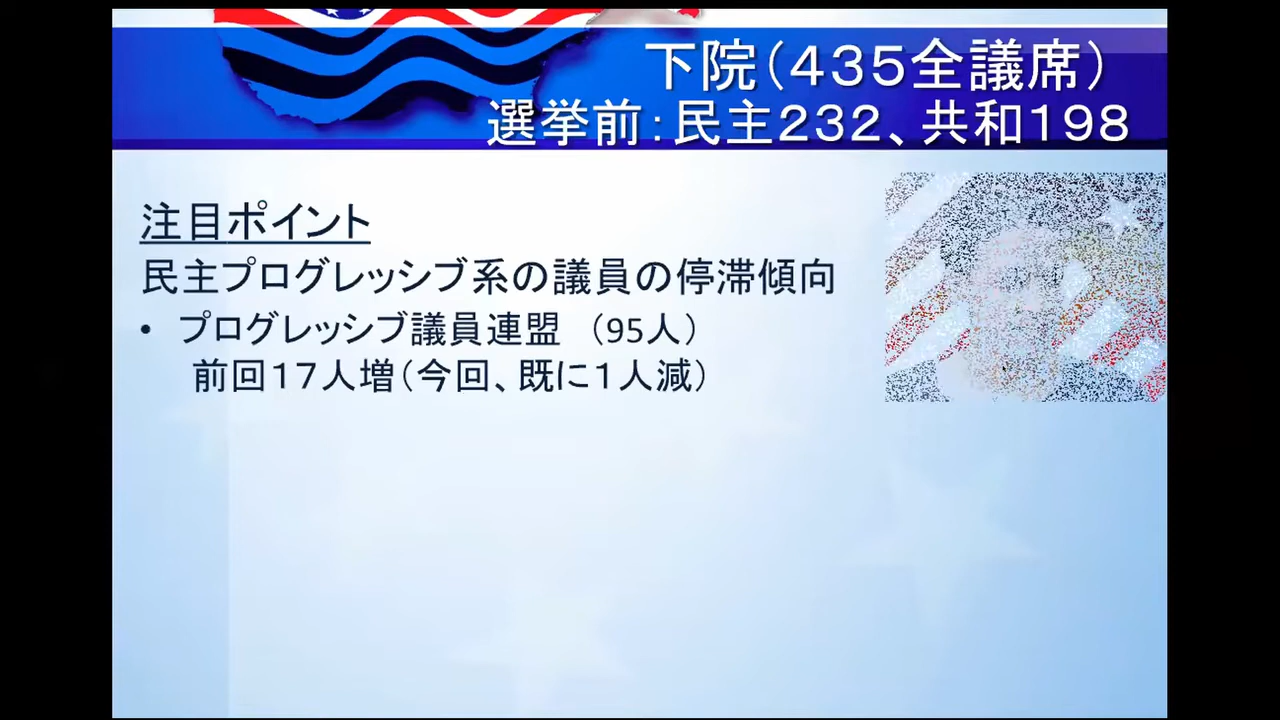 下院（４３５全議席）
選挙前：民主２３２、共和１９８
注目ポイント
民主プログレッシブ系の議員の停滞傾向
• プログレッシブ議員連盟 （95人）
前回１７人増（今回、既に１人減）